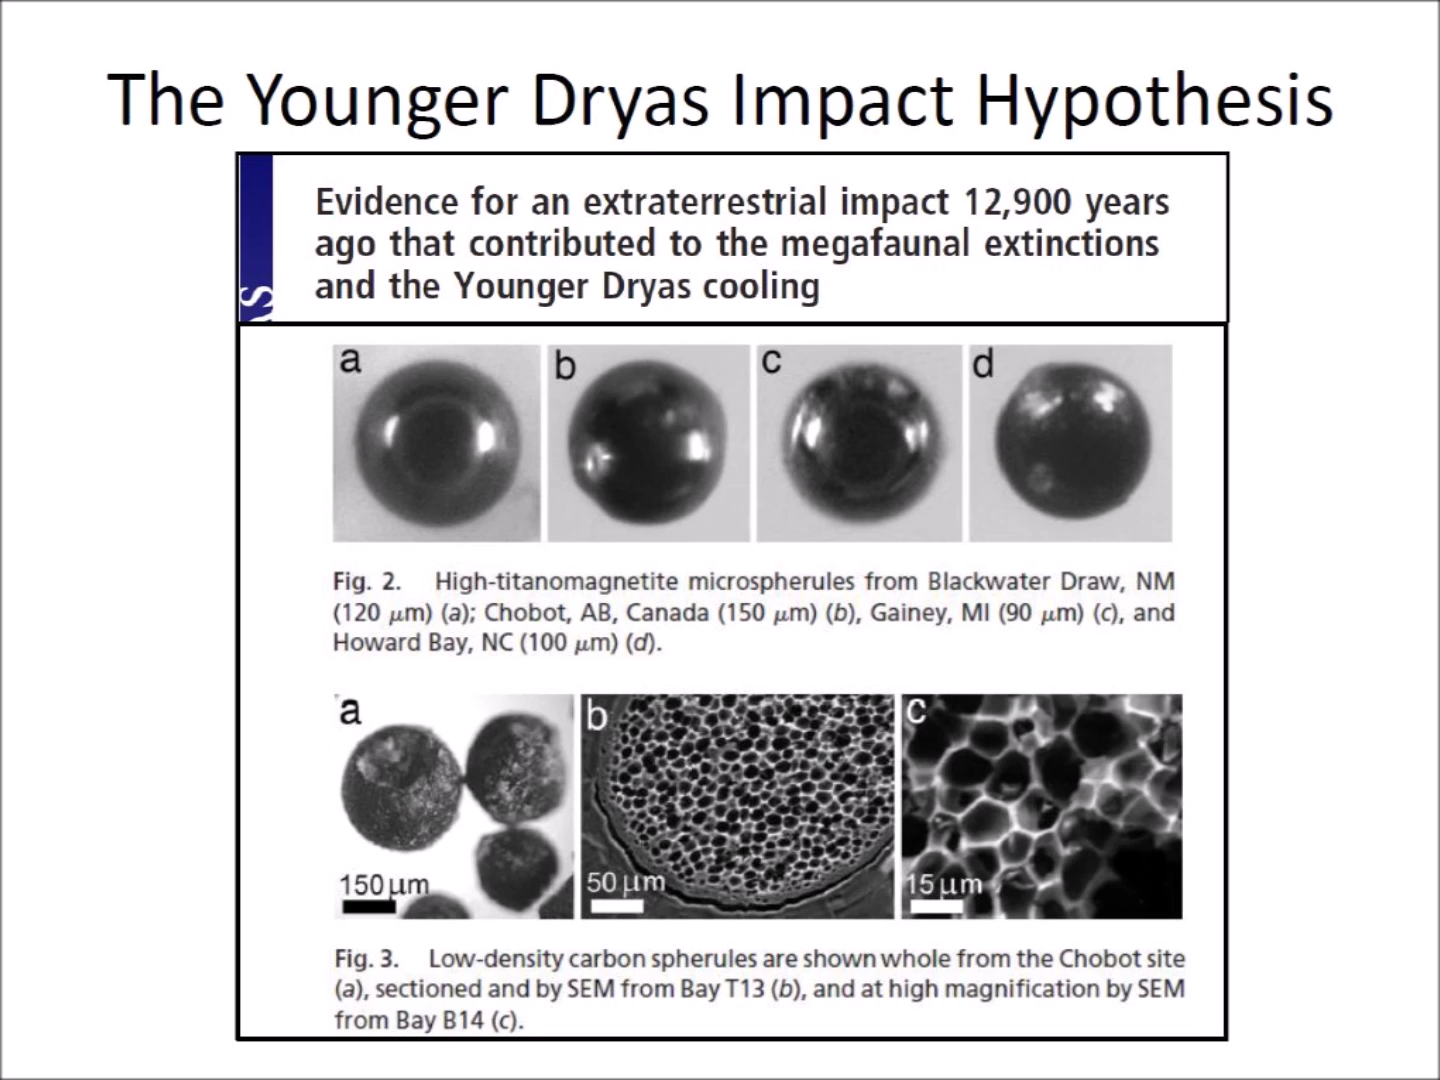 The Younger Dryas Impact Hypothesis
Evidence for an extraterrestrial impact 12,900 years
ago that contributed to the megafaunal extinctions
and the Younger Dryas cooling
AS
a b c d
Fig. 2. High-titanomagnetite microspherules from Blackwater Draw, NM
(120 μm) (a); Chobot, AB, Canada (150 μm) (b), Gainey, MI (90 μm) (c), and
Howard Bay, NC (100 μm) (d).
a b c
150 μm 50 μm 15 μm
Fig. 3. Low-density carbon spherules are shown whole from the Chobot site
(a), sectioned and by SEM from Bay T13 (b), and at high magnification by SEM
from Bay B14 (c).